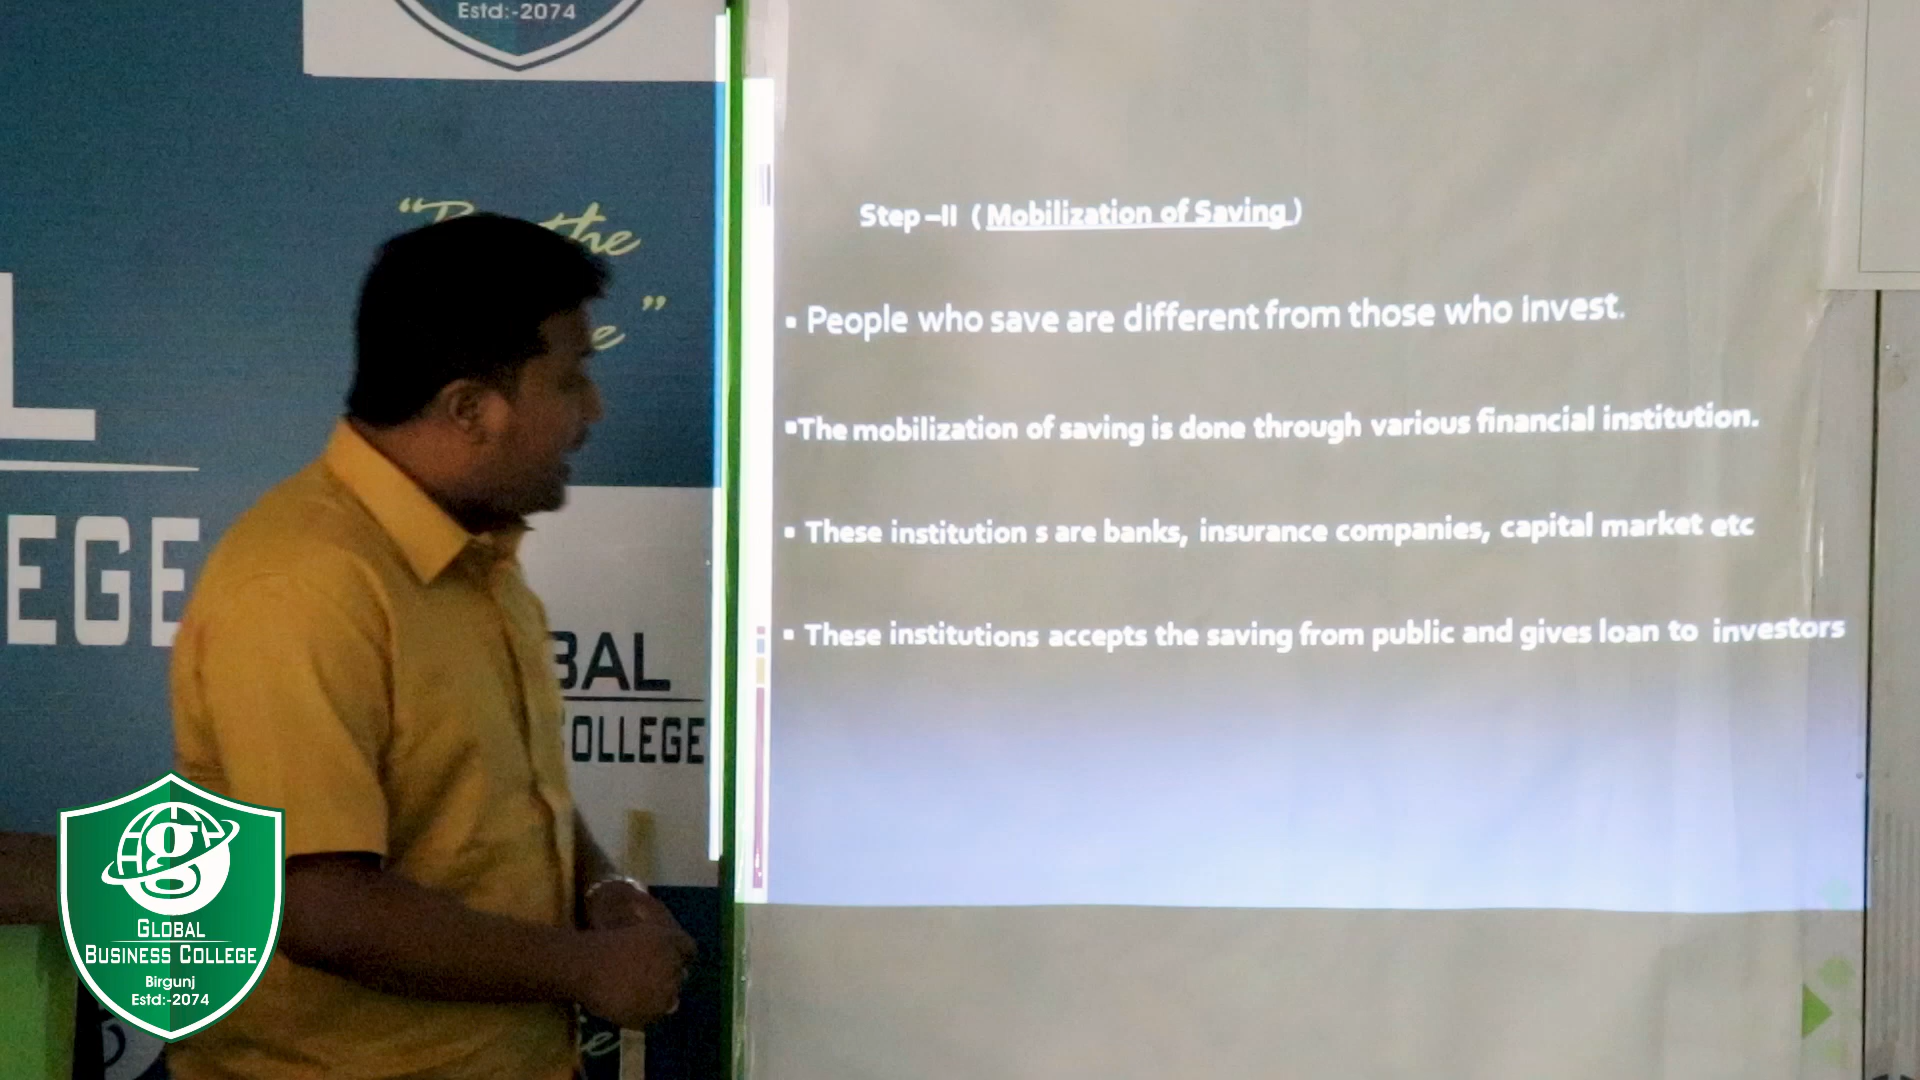 Estd:-2074
"Be the
e"
L
EGE
BAL
OLLEGE
Step –II ( Mobilization of Saving )
▪ People who save are different from those who invest.
▪The mobilization of saving is done through various financial institution.
▪ These institution s are banks, insurance companies, capital market etc
▪ These institutions accepts the saving from public and gives loan to investors
g
GLOBAL
BUSINESS COLLEGE
Birgunj
Estd:-2074